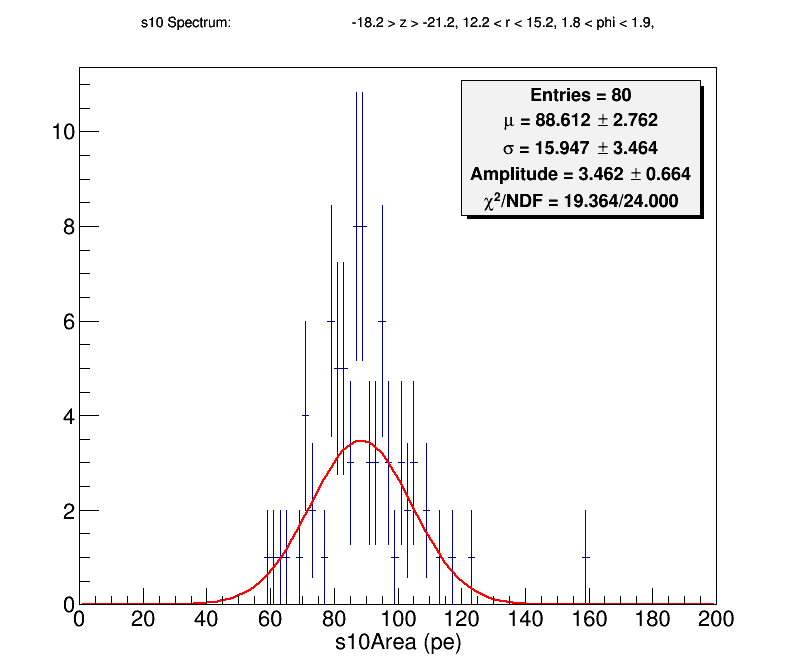 s10 Spectrum: -18.2 > z > -21.2, 12.2 < r < 15.2, 1.8 < phi < 1.9,
Entries = 80
μ = 88.612 ± 2.762
σ = 15.947 ± 3.464
Amplitude = 3.462 ± 0.664
χ²/NDF = 19.364/24.000
10
8
6
4
2
0
0 20 40 60 80 100 120 140 160 180 200
s10Area (pe)